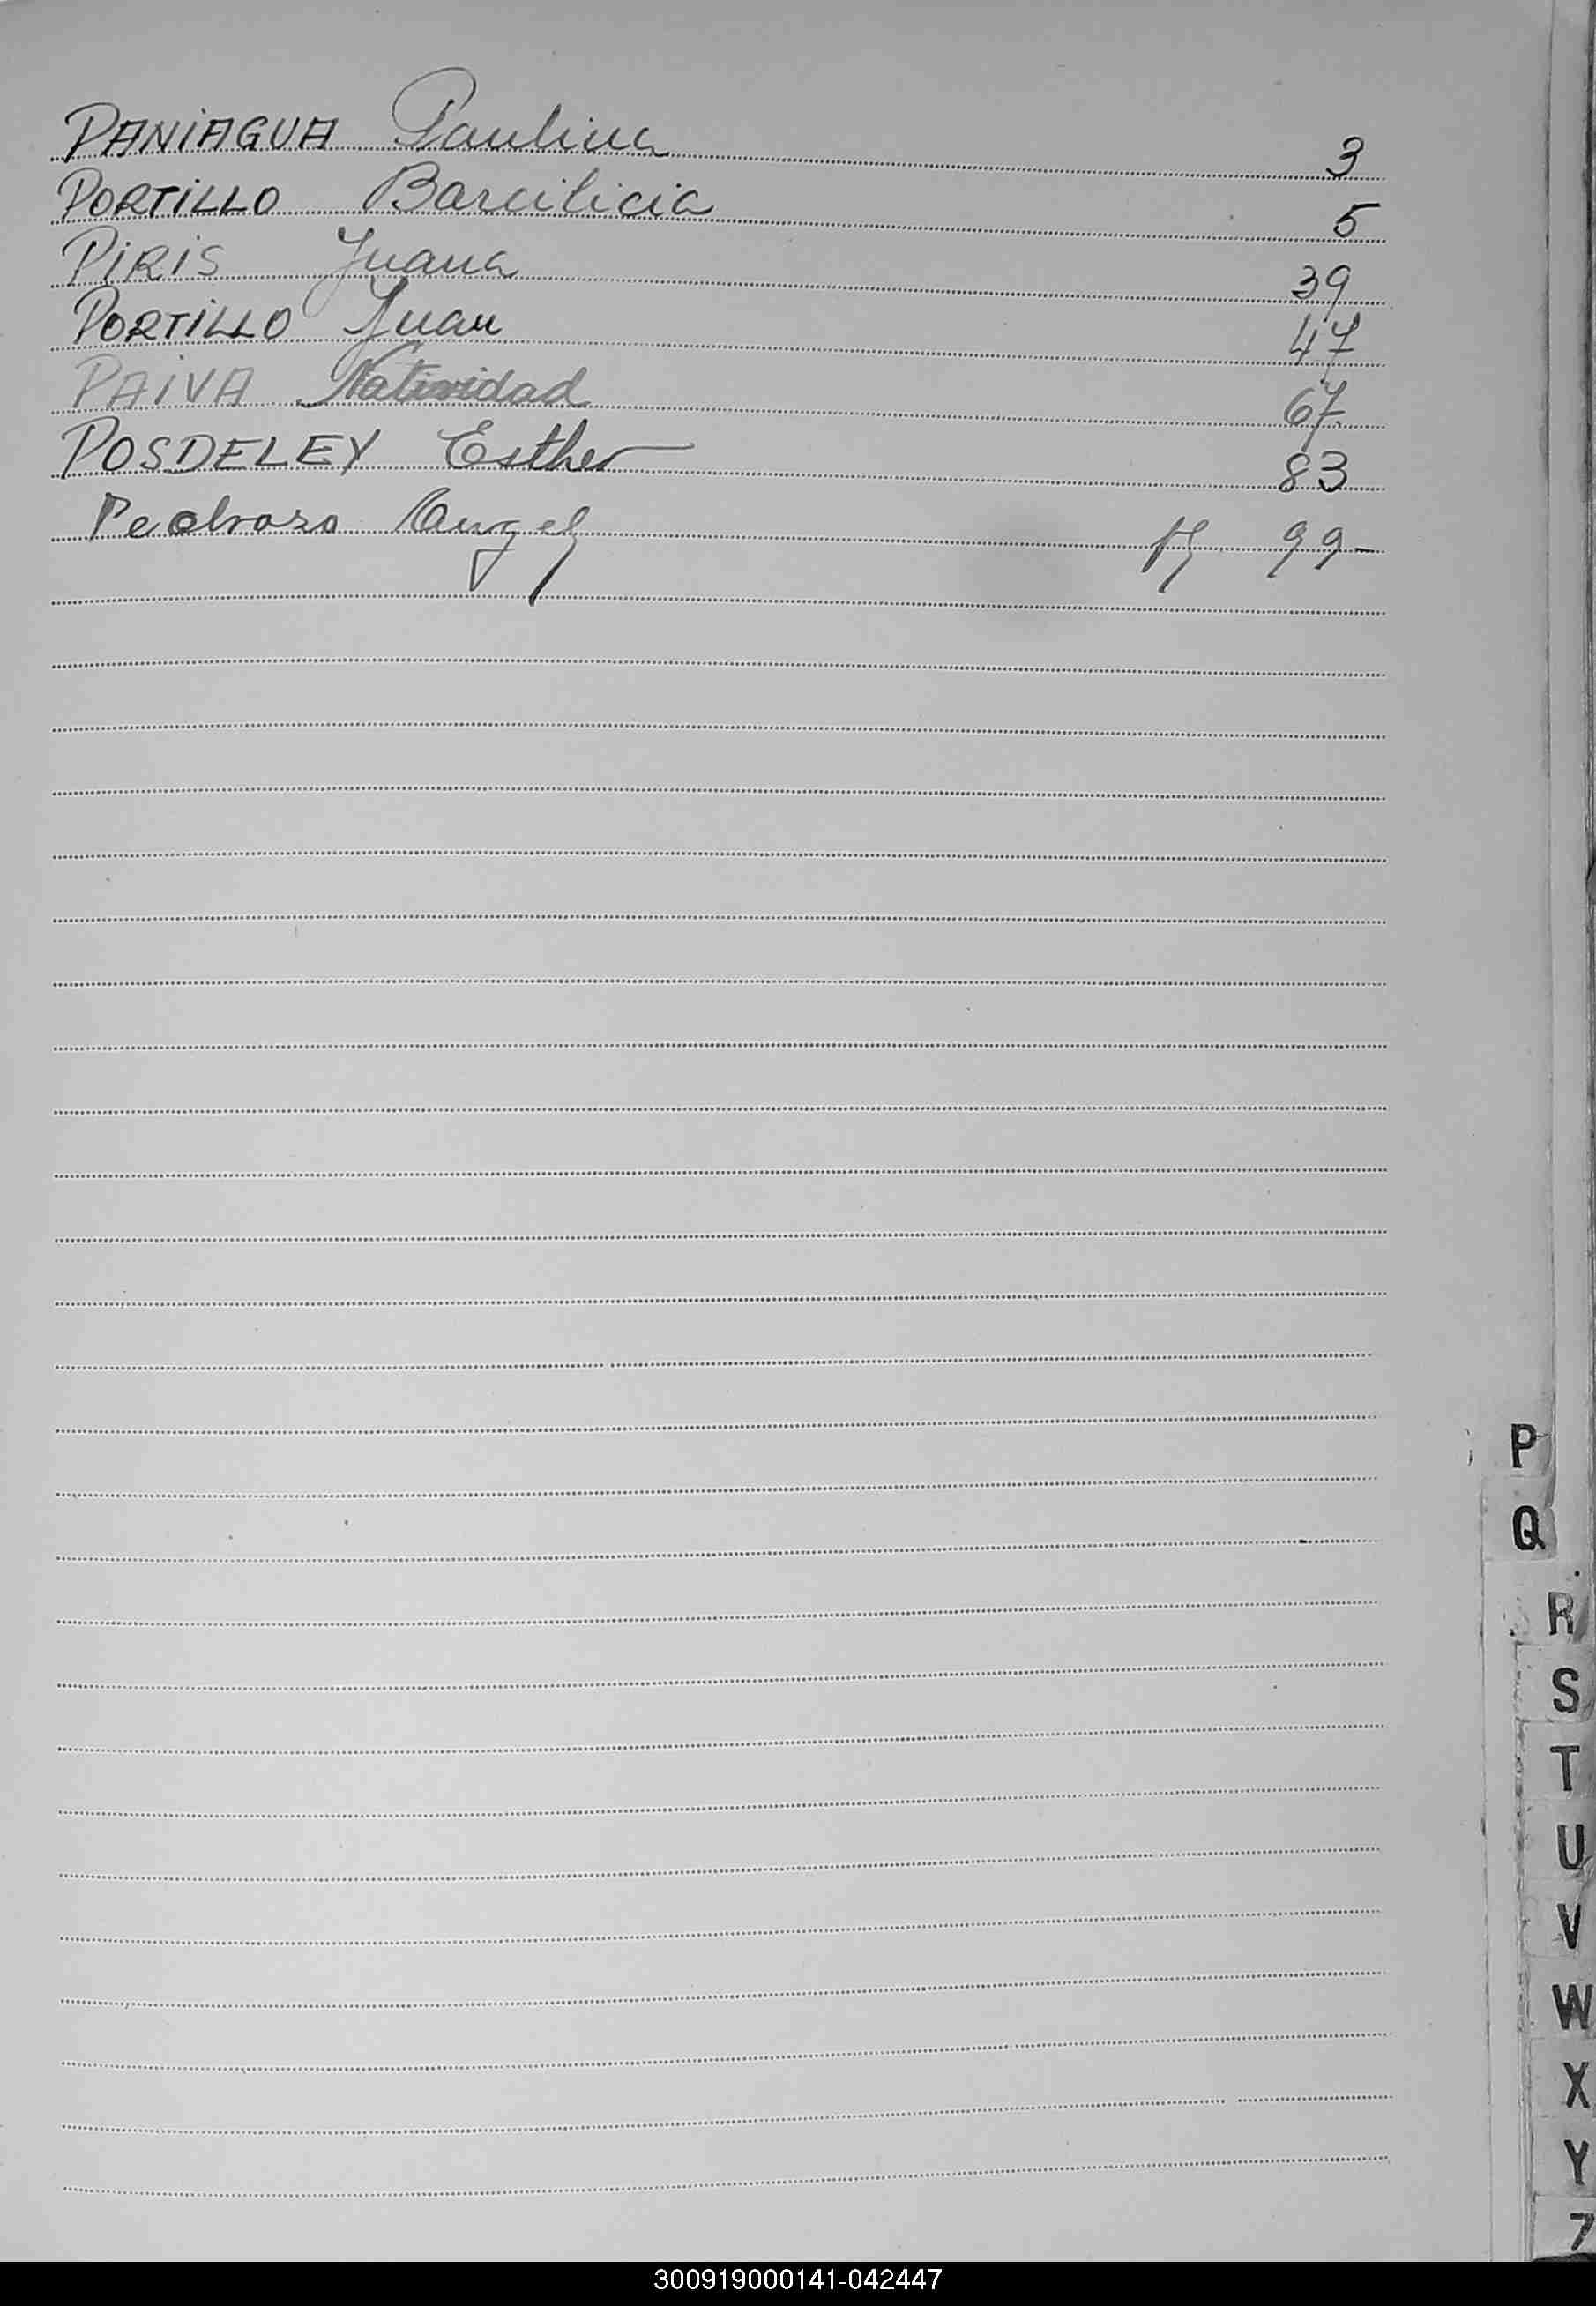 PANIAGUA Paulina 3
PORTILLO Barcilicia 5
PIRIS Juana 39
PORTILLO Juan 47
PAIVA Natividad 67
POSDELEY Esther 83
Pedrozo Angel 99-
P
Q
R
S
T
U
V
W
X
Y
Z
300919000141-042447